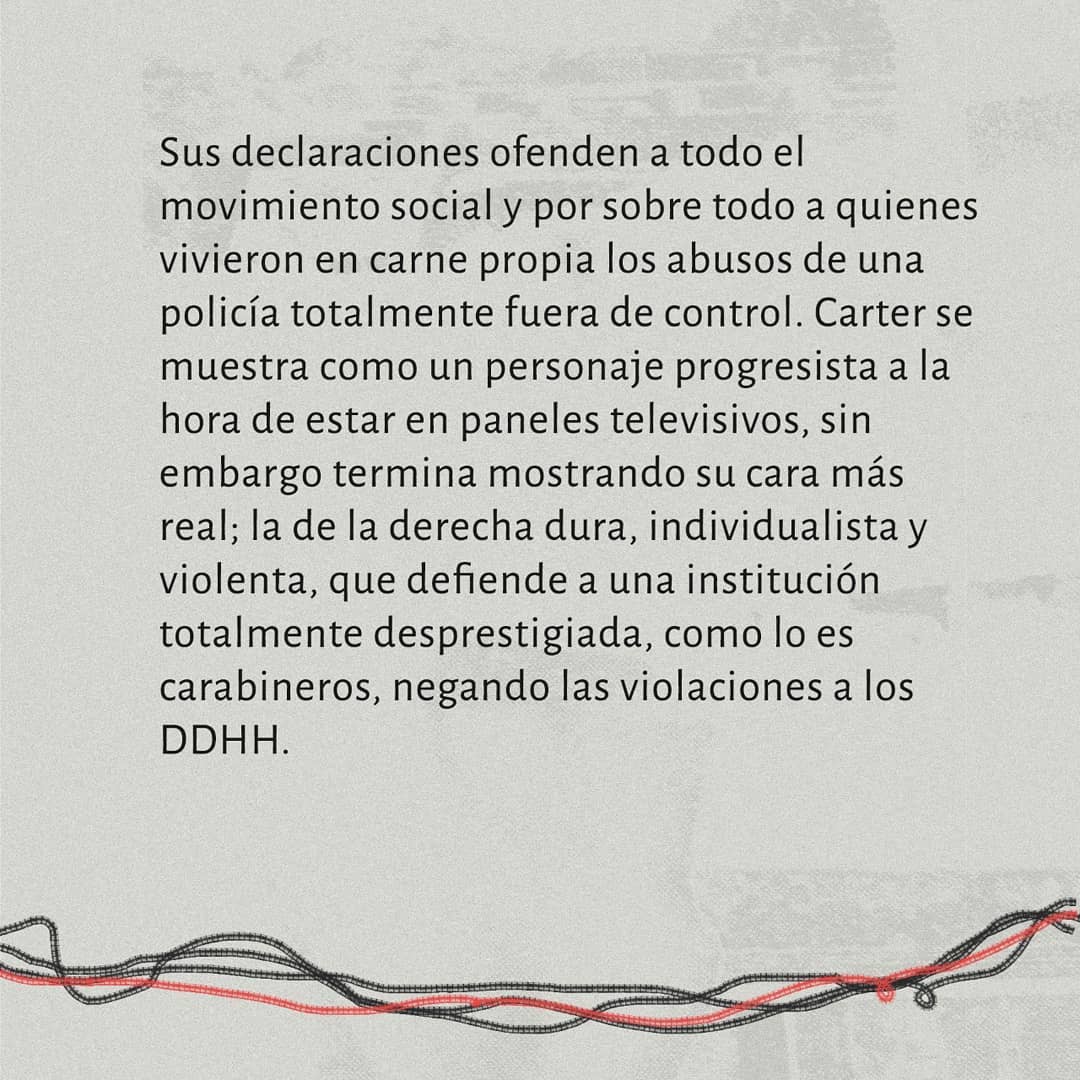 Sus declaraciones ofenden a todo el
movimiento social y por sobre todo a quienes
vivieron en carne propia los abusos de una
policía totalmente fuera de control. Carter se
muestra como un personaje progresista a la
hora de estar en paneles televisivos, sin
embargo termina mostrando su cara más
real; la de la derecha dura, individualista y
violenta, que defiende a una institución
totalmente desprestigiada, como lo es
carabineros, negando las violaciones a los
DDHH.